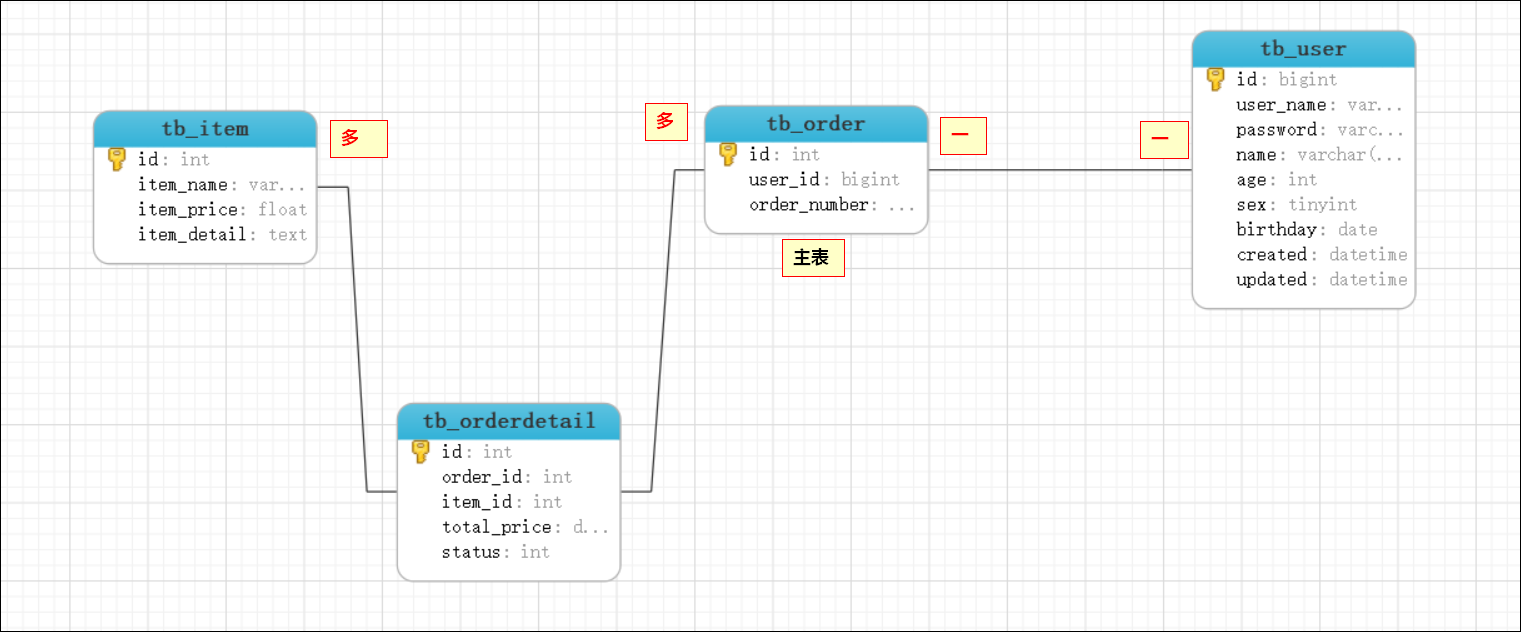 tb_item
id: int
item_name: var...
item_price: float
item_detail: text
多
多
tb_order
id: int
user_id: bigint
order_number: ...
主表
一
一
tb_user
id: bigint
user_name: var...
password: varc...
name: varchar(...
age: int
sex: tinyint
birthday: date
created: datetime
updated: datetime
tb_orderdetail
id: int
order_id: int
item_id: int
total_price: d...
status: int